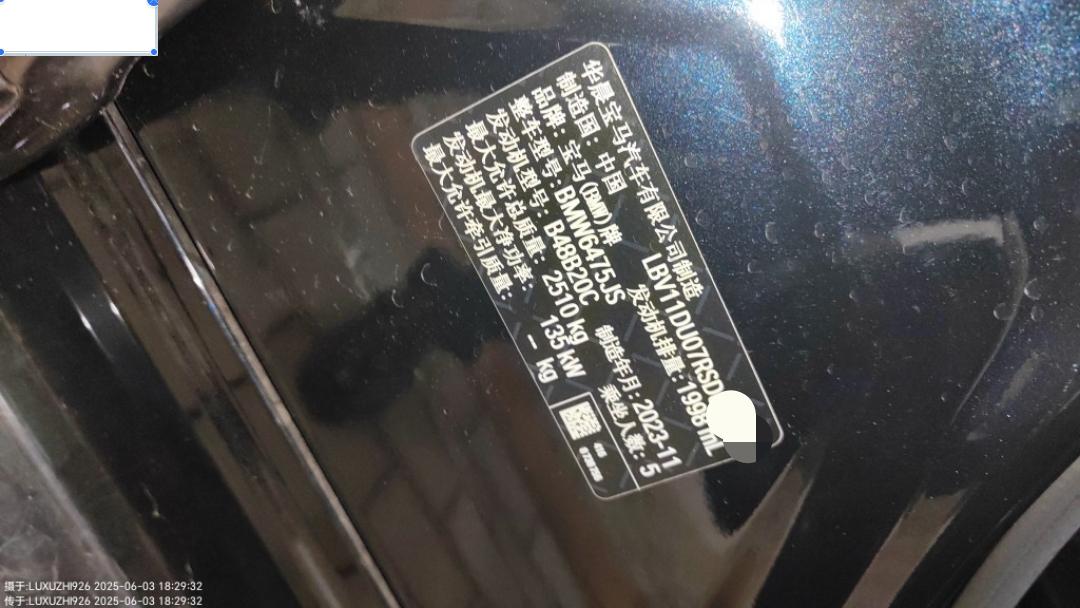 华晨宝马汽车有限公司制造
制造国：中国 LBV11DU07RSD
品牌：宝马(BMW)牌 发动机排量：1998 mL
整车型号：BMW6475JS 制造年月：2023-11
发动机型号：B48B20C 乘坐人数：5
最大允许总质量：2510 kg
发动机最大净功率：135 kW
最大允许牵引质量：— kg
摄于:LUXUZHI926 2025-06-03 18:29:32
传于:LUXUZHI926 2025-06-03 18:29:32